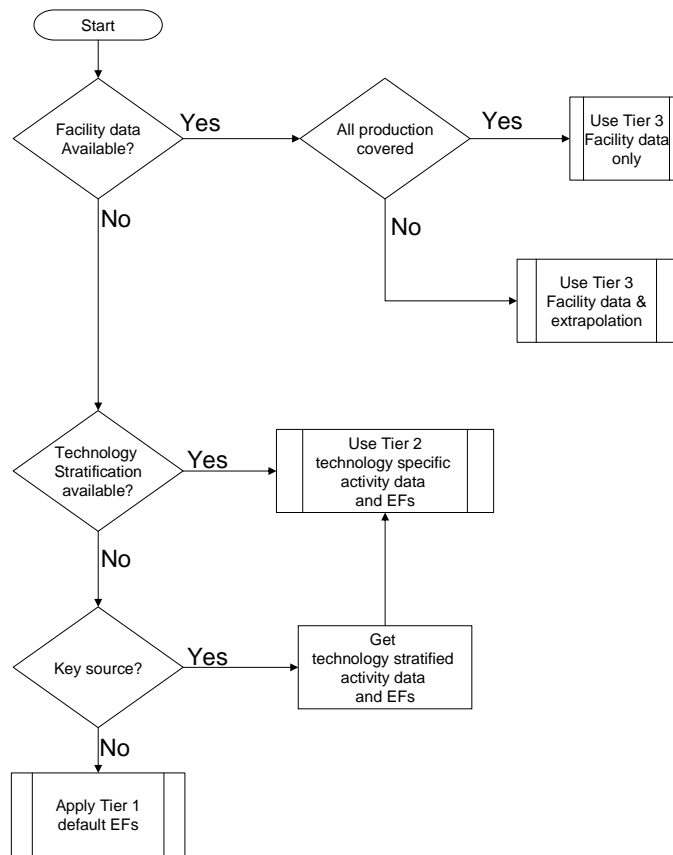 Start
Facility data
Available?
Yes
All production
covered
Yes
Use Tier 3
Facility data
only
No
No
Use Tier 3
Facility data &
extrapolation
Technology
Stratification
available?
Yes
Use Tier 2
technology specific
activity data
and EFs
No
Key source?
Yes
Get
technology stratified
activity data
and EFs
No
Apply Tier 1
default EFs